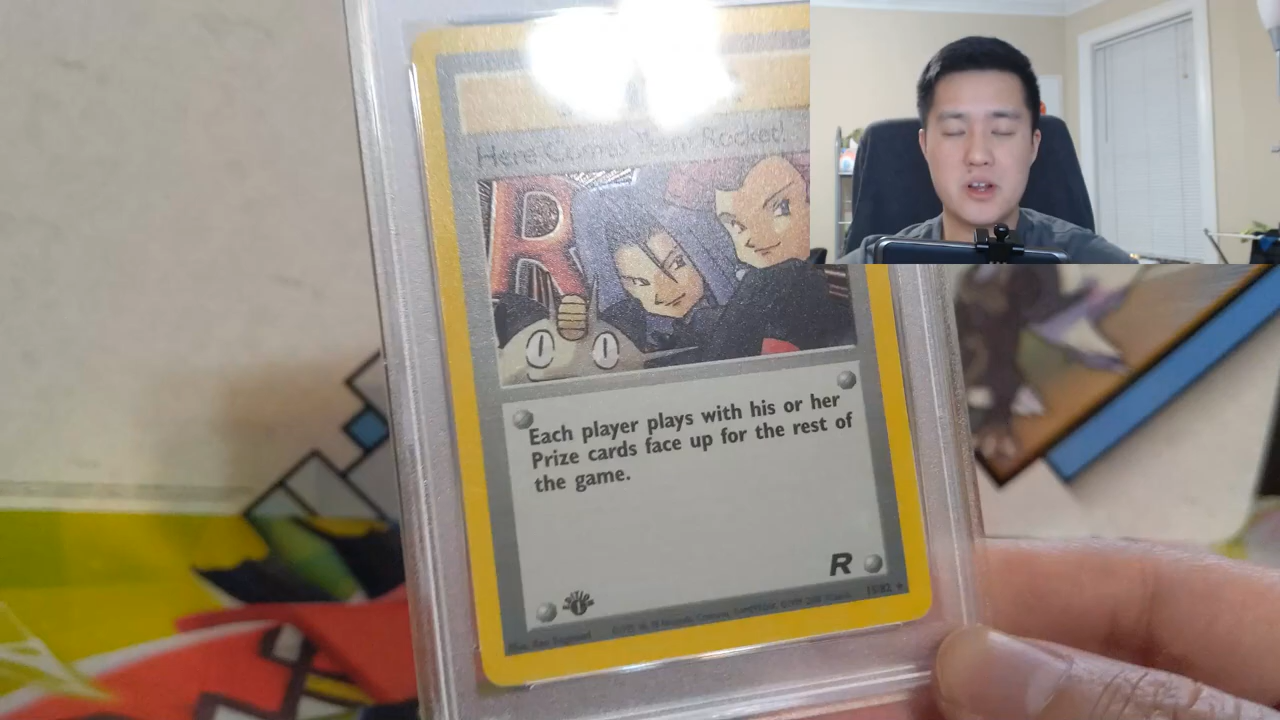 Here Comes Team Rocket!
R
Each player plays with his or her
Prize cards face up for the rest of
the game.
R
1